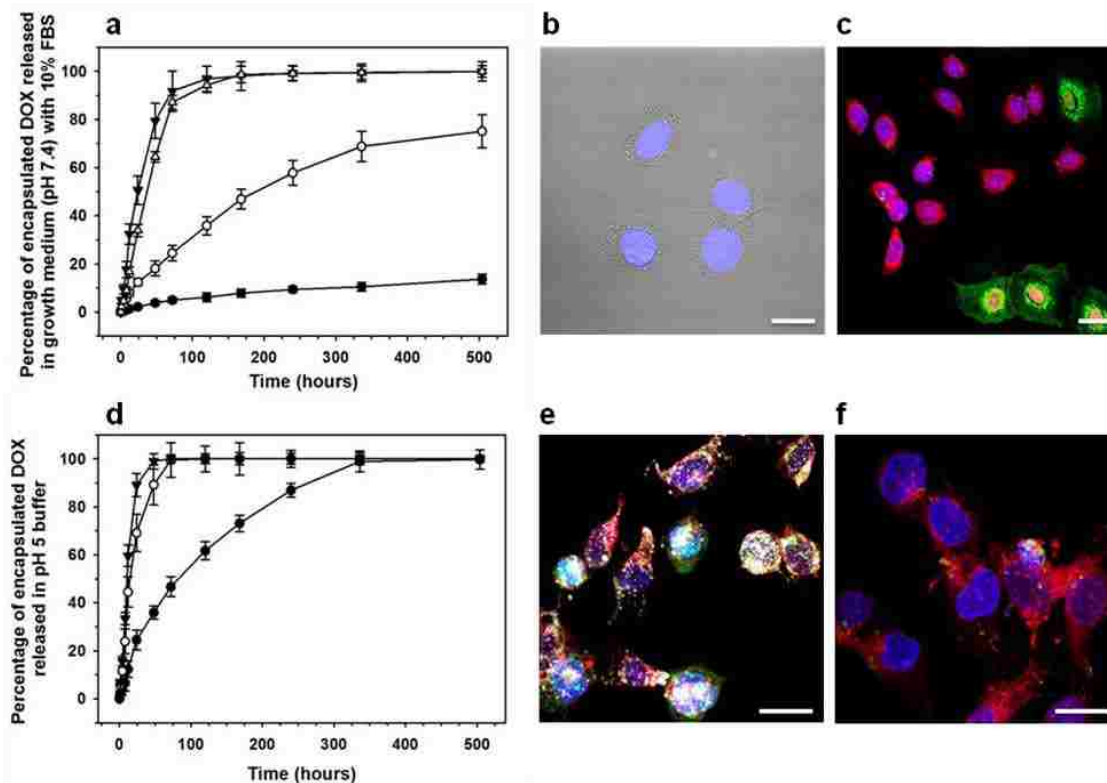 a
b
c
Percentage of encapsulated DOX released
in growth medium (pH 7.4) with 10% FBS
100
80
60
40
20
0
0 100 200 300 400 500
Time (hours)
d
e
f
Percentage of encapsulated DOX
released in pH 5 buffer
100
80
60
40
20
0
0 100 200 300 400 500
Time (hours)